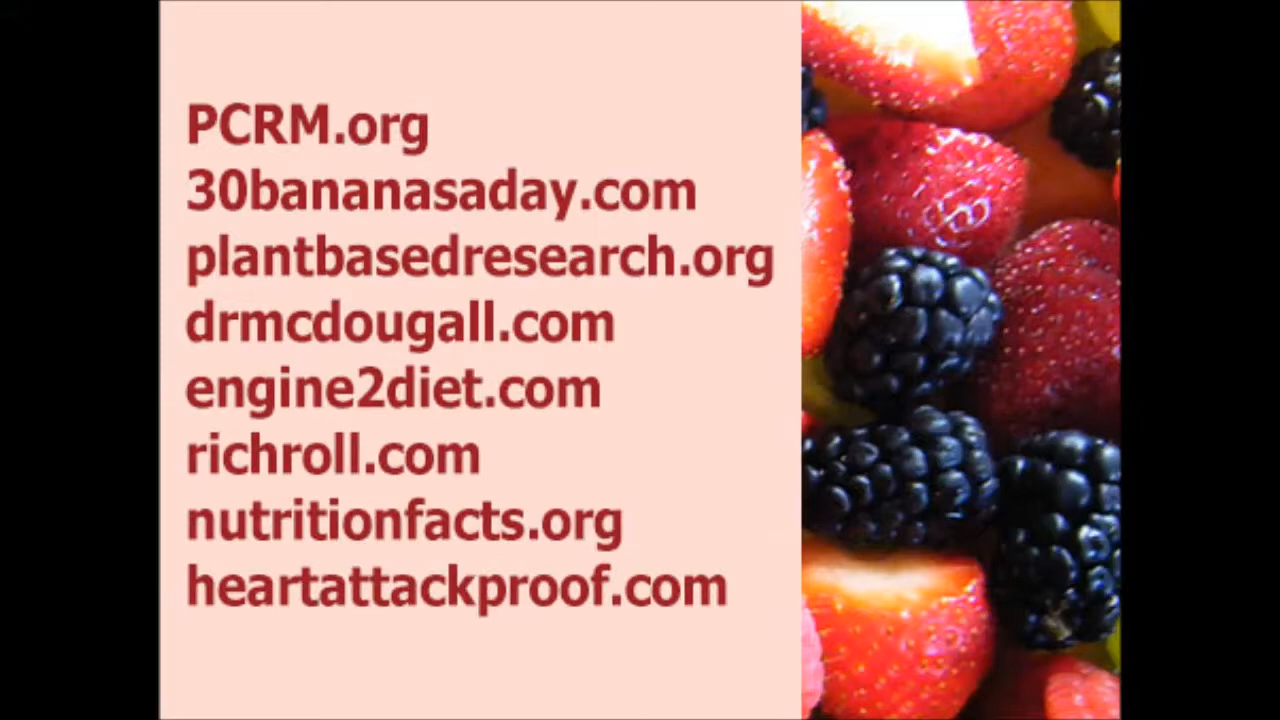 PCRM.org
30bananasaday.com
plantbasedresearch.org
drmcdougall.com
engine2diet.com
richroll.com
nutritionfacts.org
heartattackproof.com